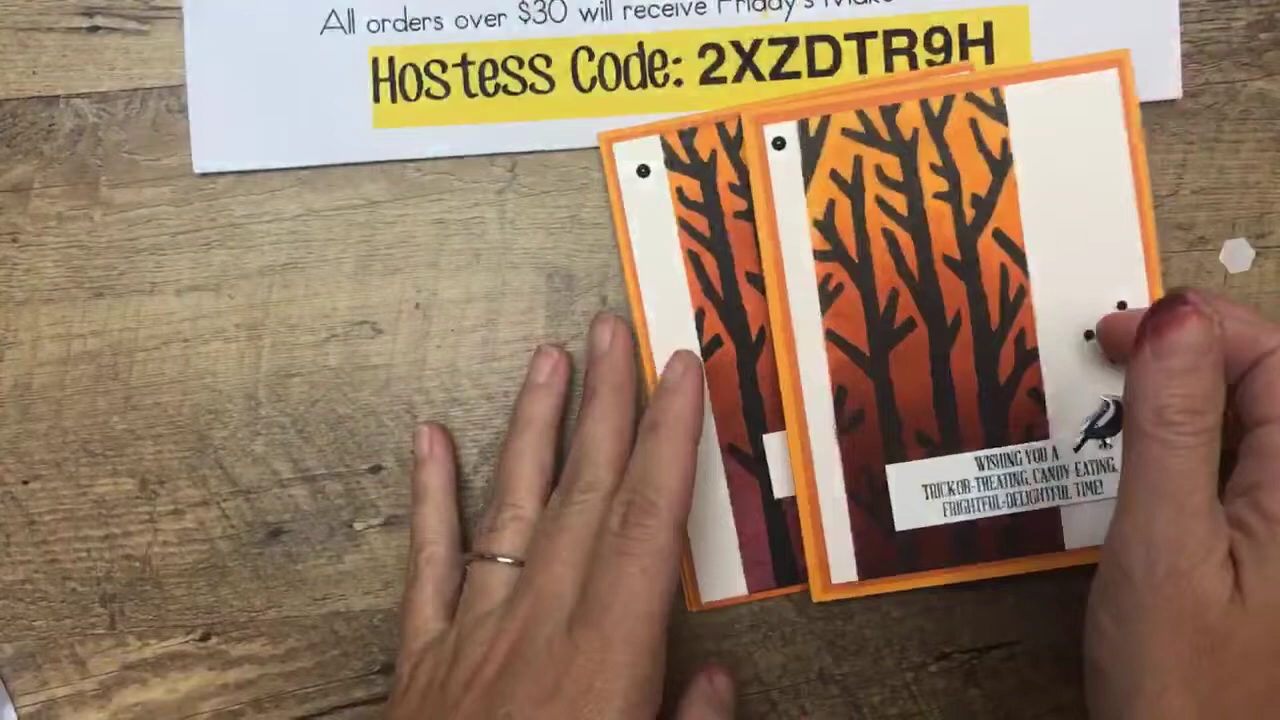 All orders over $30 will receive Friday's Make
Hostess Code: 2XZDTR9H
WISHING YOU A
TRICK-OR-TREATING, CANDY-EATING,
FRIGHTFUL-DELIGHTFUL TIME!